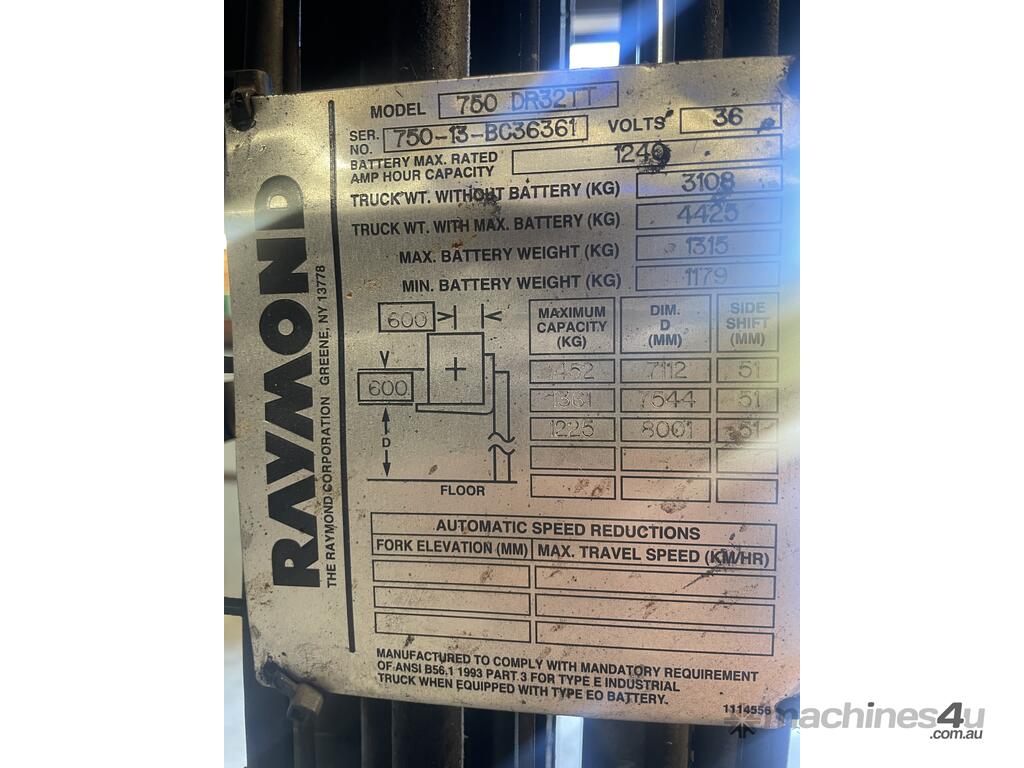 RAYMOND
THE RAYMOND CORPORATION GREENE, NY 13778
MODEL 750 DR32TT
SER. NO. 750-13-BC36361 VOLTS 36
BATTERY MAX. RATED
AMP HOUR CAPACITY 1240
TRUCK WT. WITHOUT BATTERY (KG) 3108
TRUCK WT. WITH MAX. BATTERY (KG) 4425
MAX. BATTERY WEIGHT (KG) 1315
MIN. BATTERY WEIGHT (KG) 1179
600
600
D
FLOOR
MAXIMUM CAPACITY (KG) DIM. D (MM) SIDE SHIFT (MM)
7112 51
1361 7544 51
1225 8001 51
AUTOMATIC SPEED REDUCTIONS
FORK ELEVATION (MM) MAX. TRAVEL SPEED (KM/HR)
MANUFACTURED TO COMPLY WITH MANDATORY REQUIREMENT
OF ANSI B56.1 1993 PART 3 FOR TYPE E INDUSTRIAL
TRUCK WHEN EQUIPPED WITH TYPE EO BATTERY.
1114556
machines4u
.com.au